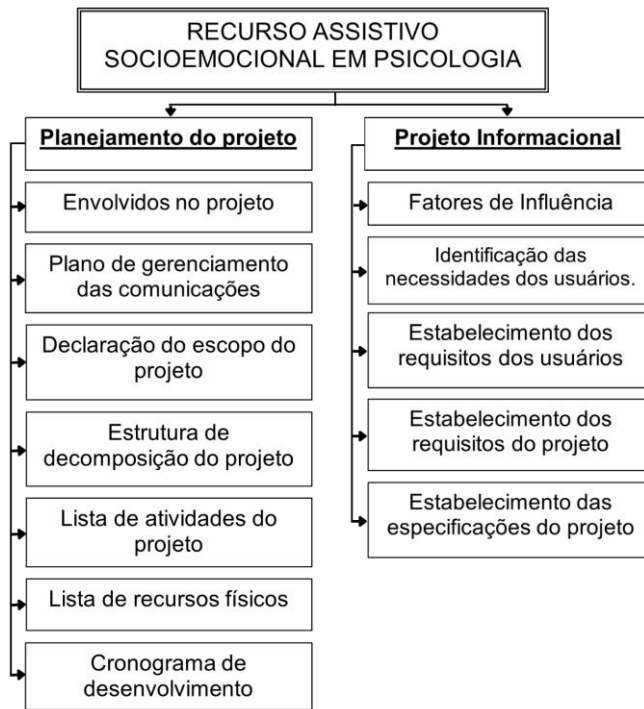 RECURSO ASSISTIVO
SOCIOEMOCIONAL EM PSICOLOGIA
Planejamento do projeto
Envolvidos no projeto
Plano de gerenciamento
das comunicações
Declaração do escopo do
projeto
Estrutura de
decomposição do projeto
Lista de atividades do
projeto
Lista de recursos físicos
Cronograma de
desenvolvimento
Projeto Informacional
Fatores de Influência
Identificação das
necessidades dos usuários.
Estabelecimento dos
requisitos dos usuários
Estabelecimento dos
requisitos do projeto
Estabelecimento das
especificações do projeto